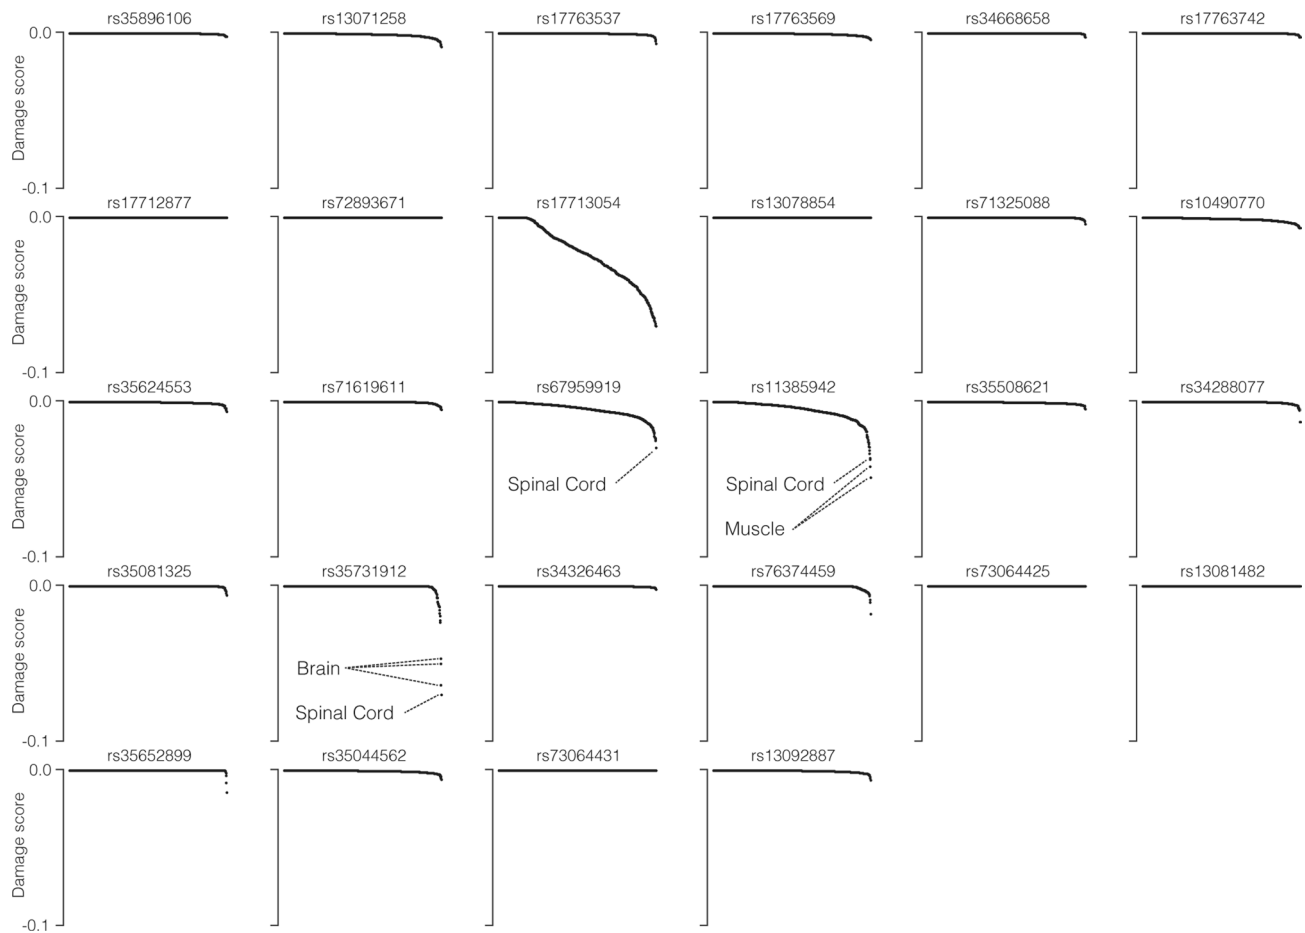 rs35896106 rs13071258 rs17763537 rs17763569 rs34668658 rs17763742
0.0
Damage score
-0.1
rs17712877 rs72893671 rs17713054 rs13078854 rs71325088 rs10490770
0.0
Damage score
-0.1
rs35624553 rs71619611 rs67959919 rs11385942 rs35508621 rs34288077
0.0
Damage score
Spinal Cord Spinal Cord
Muscle
-0.1
rs35081325 rs35731912 rs34326463 rs76374459 rs73064425 rs13081482
0.0
Damage score
Brain
Spinal Cord
-0.1
rs35652899 rs35044562 rs73064431 rs13092887
0.0
Damage score
-0.1